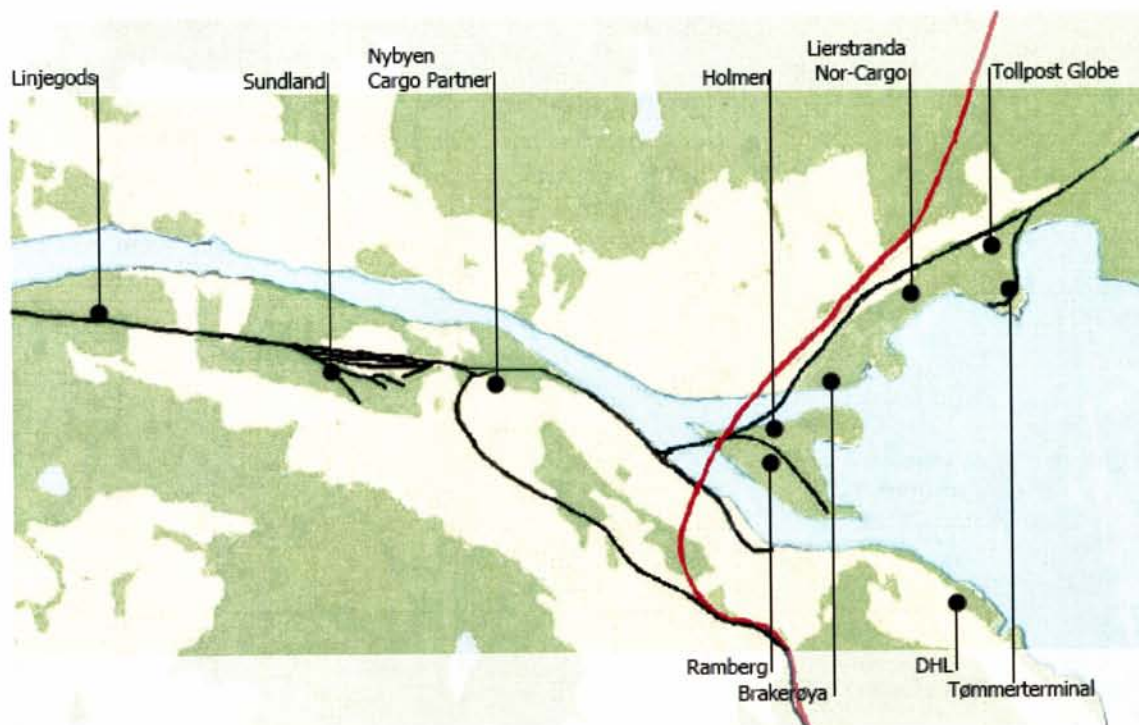 Linjegods
Sundland
Nybyen
Cargo Partner
Holmen
Lierstranda
Nor-Cargo
Tollpost Globe
Ramberg
Brakerøya
DHL
Tømmerterminal